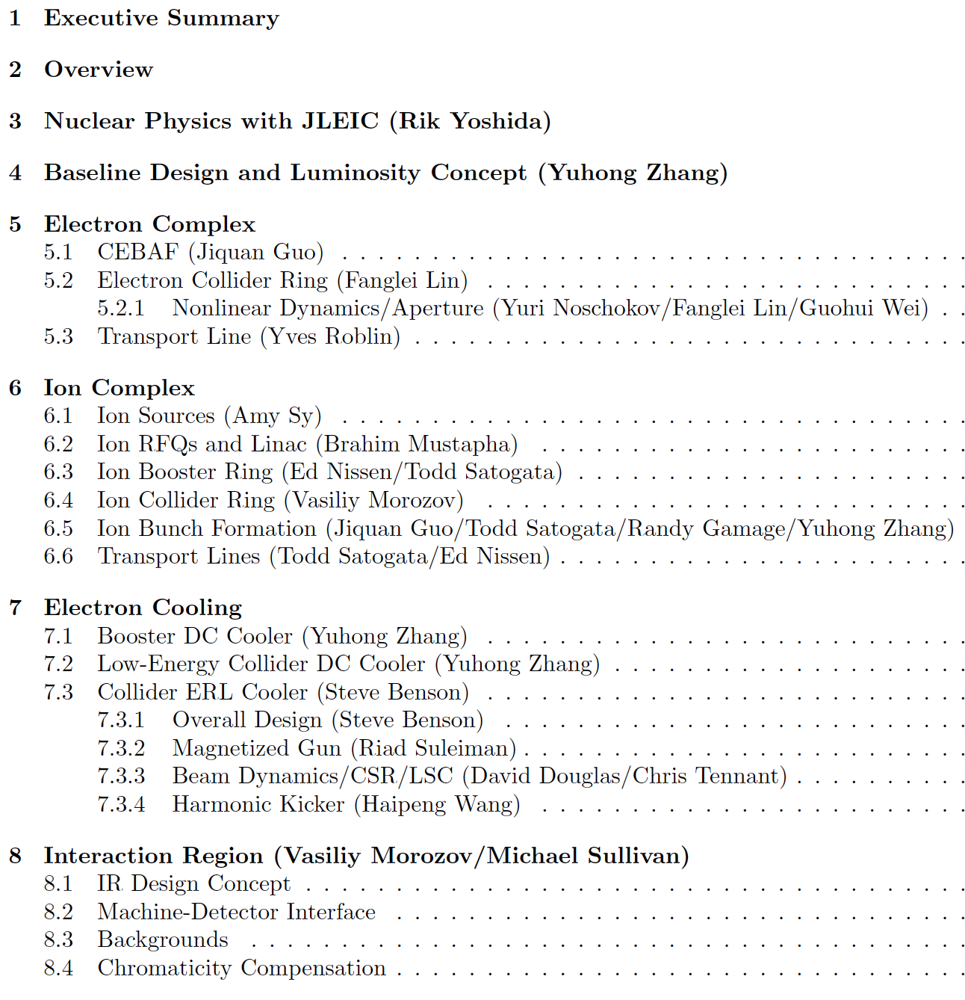 1 Executive Summary
2 Overview
3 Nuclear Physics with JLEIC (Rik Yoshida)
4 Baseline Design and Luminosity Concept (Yuhong Zhang)
5 Electron Complex
5.1 CEBAF (Jiquan Guo) . . . . . . . . . . . . . . . . . . . . . . . . . . . . . . . . . . .
5.2 Electron Collider Ring (Fanglei Lin) . . . . . . . . . . . . . . . . . . . . . . . . . . .
5.2.1 Nonlinear Dynamics/Aperture (Yuri Noschokov/Fanglei Lin/Guohui Wei) . .
5.3 Transport Line (Yves Roblin) . . . . . . . . . . . . . . . . . . . . . . . . . . . . . . .
6 Ion Complex
6.1 Ion Sources (Amy Sy) . . . . . . . . . . . . . . . . . . . . . . . . . . . . . . . . . . .
6.2 Ion RFQs and Linac (Brahim Mustapha) . . . . . . . . . . . . . . . . . . . . . . . .
6.3 Ion Booster Ring (Ed Nissen/Todd Satogata) . . . . . . . . . . . . . . . . . . . . . .
6.4 Ion Collider Ring (Vasiliy Morozov) . . . . . . . . . . . . . . . . . . . . . . . . . . .
6.5 Ion Bunch Formation (Jiquan Guo/Todd Satogata/Randy Gamage/Yuhong Zhang)
6.6 Transport Lines (Todd Satogata/Ed Nissen) . . . . . . . . . . . . . . . . . . . . . . .
7 Electron Cooling
7.1 Booster DC Cooler (Yuhong Zhang) . . . . . . . . . . . . . . . . . . . . . . . . . . .
7.2 Low-Energy Collider DC Cooler (Yuhong Zhang) . . . . . . . . . . . . . . . . . . . .
7.3 Collider ERL Cooler (Steve Benson) . . . . . . . . . . . . . . . . . . . . . . . . . . .
7.3.1 Overall Design (Steve Benson) . . . . . . . . . . . . . . . . . . . . . . . . . .
7.3.2 Magnetized Gun (Riad Suleiman) . . . . . . . . . . . . . . . . . . . . . . . . .
7.3.3 Beam Dynamics/CSR/LSC (David Douglas/Chris Tennant) . . . . . . . . . .
7.3.4 Harmonic Kicker (Haipeng Wang) . . . . . . . . . . . . . . . . . . . . . . . .
8 Interaction Region (Vasiliy Morozov/Michael Sullivan)
8.1 IR Design Concept . . . . . . . . . . . . . . . . . . . . . . . . . . . . . . . . . . . . .
8.2 Machine-Detector Interface . . . . . . . . . . . . . . . . . . . . . . . . . . . . . . . .
8.3 Backgrounds . . . . . . . . . . . . . . . . . . . . . . . . . . . . . . . . . . . . . . . .
8.4 Chromaticity Compensation . . . . . . . . . . . . . . . . . . . . . . . . . . . . . . . .